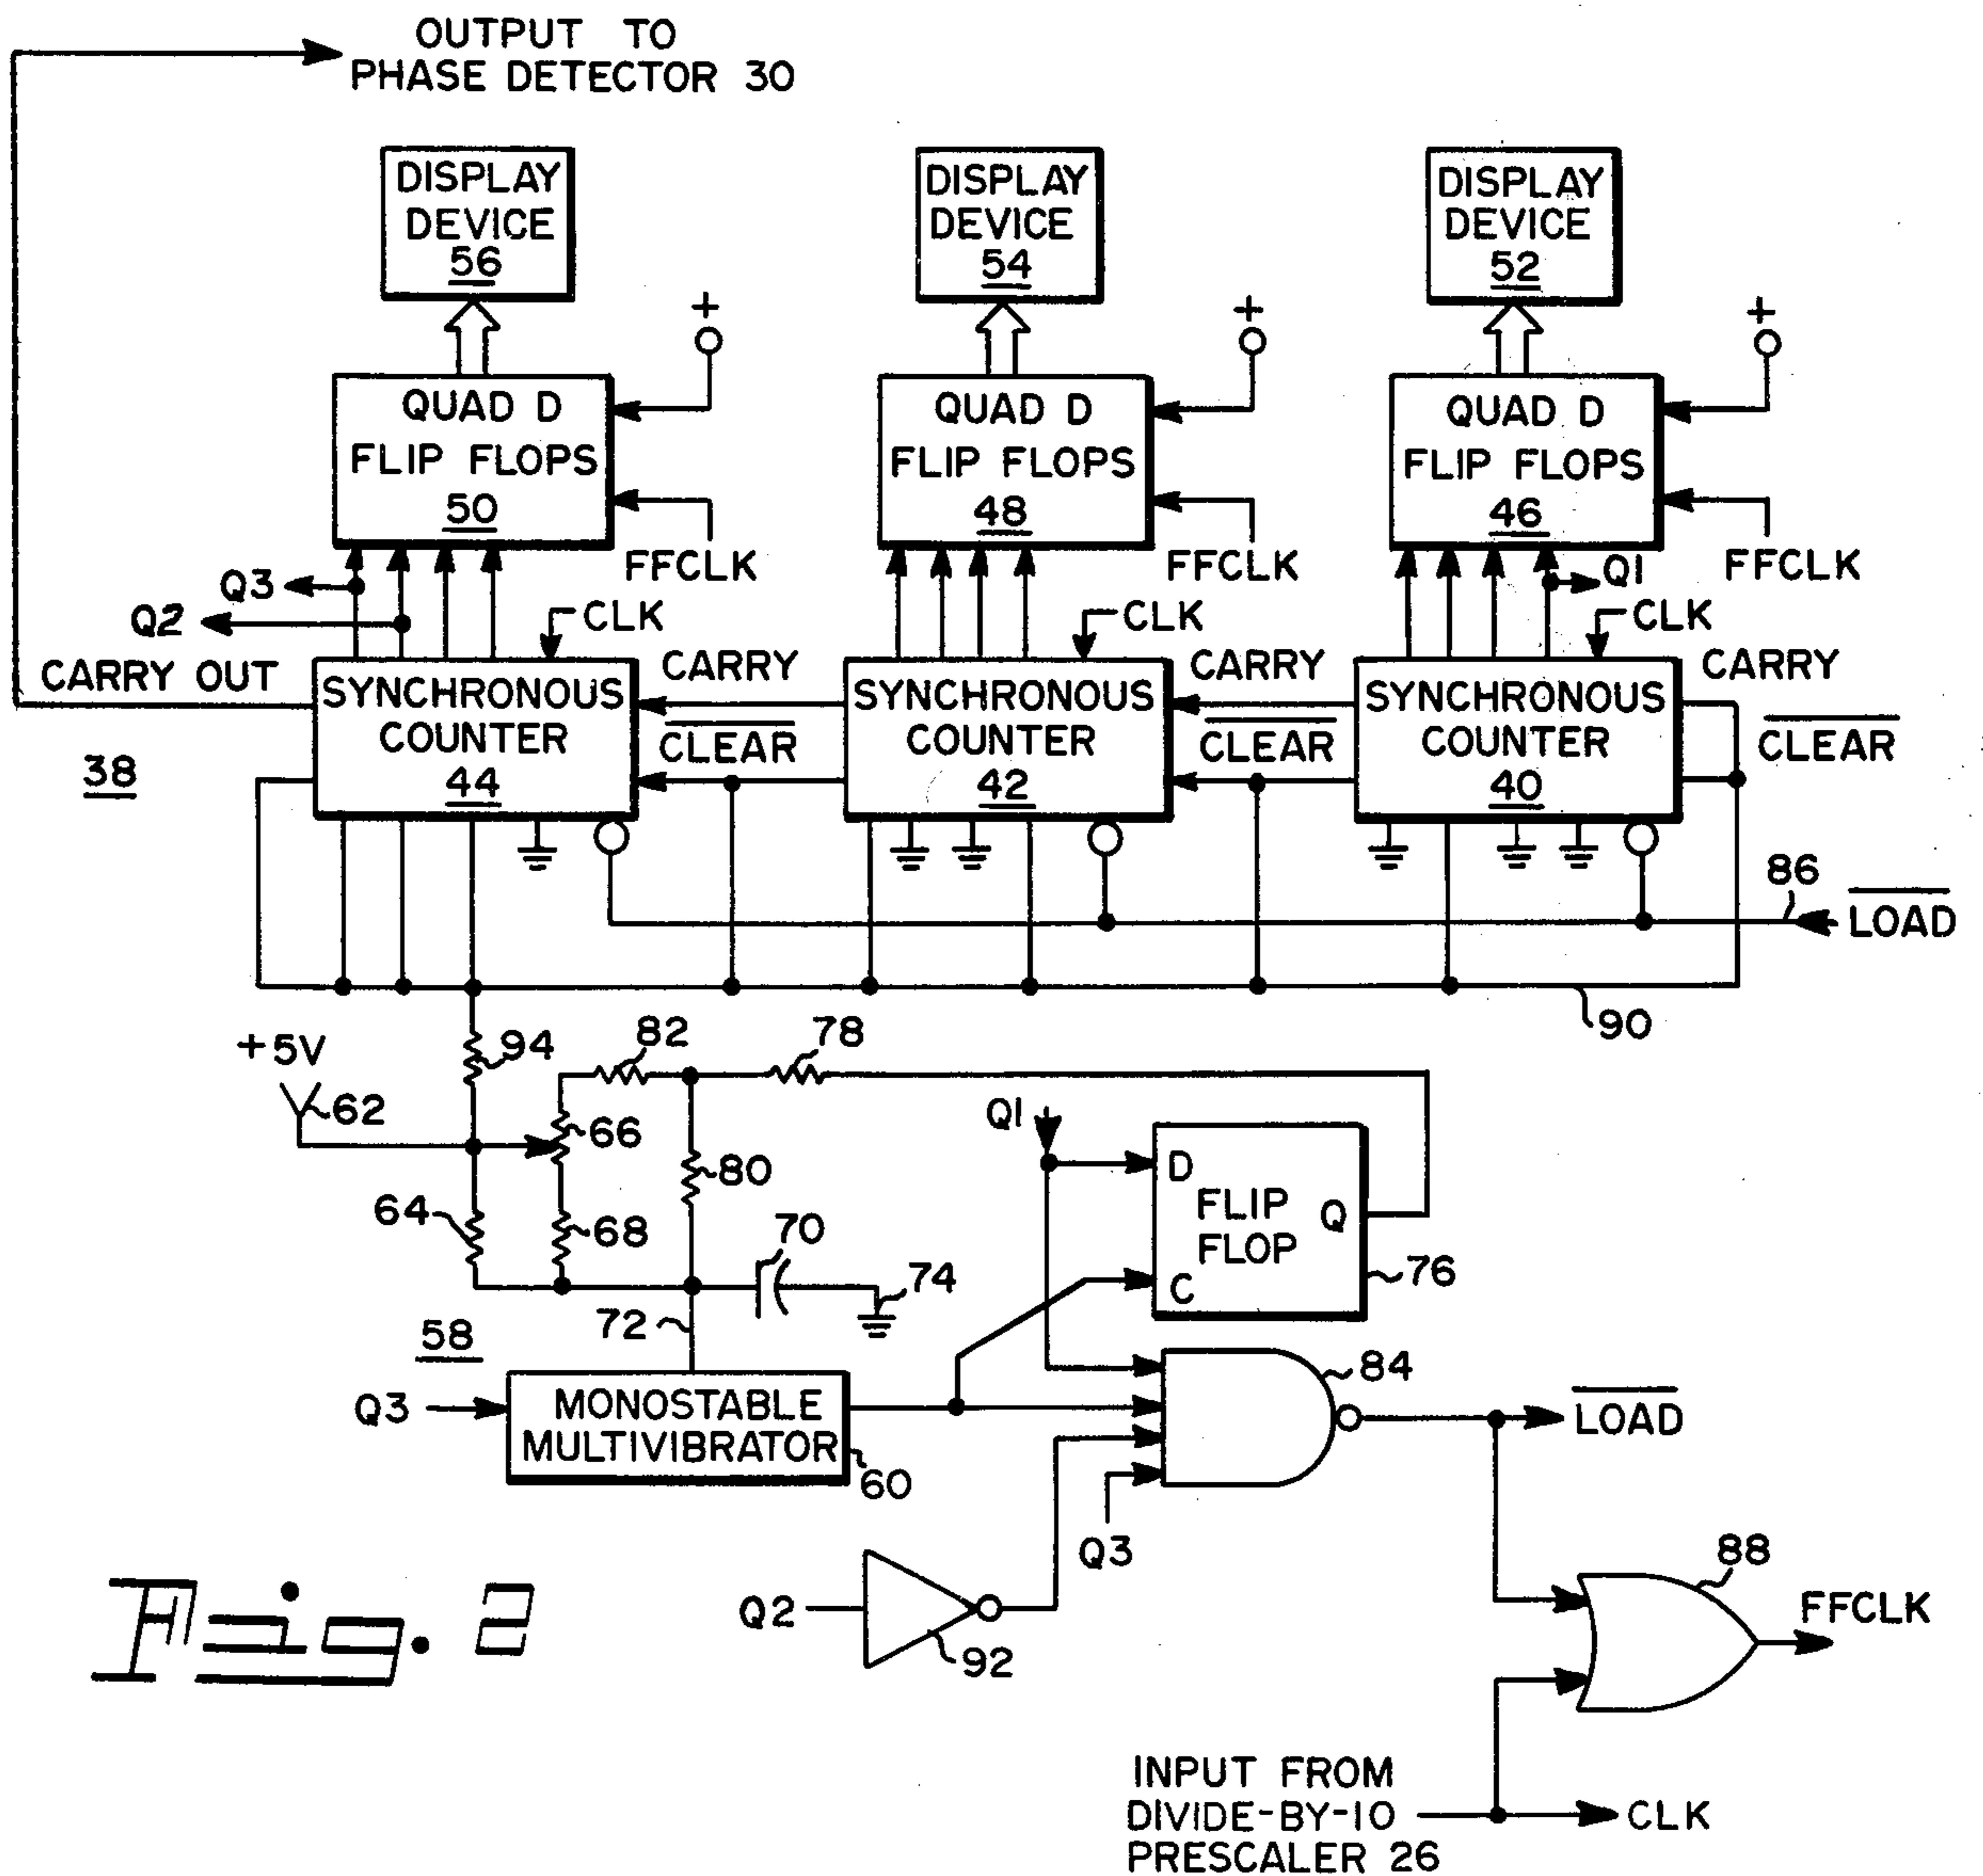 OUTPUT TO
PHASE DETECTOR 30
DISPLAY
DEVICE
56
DISPLAY
DEVICE
54
DISPLAY
DEVICE
52
+
+
+
QUAD D
FLIP FLOPS
50
QUAD D
FLIP FLOPS
48
QUAD D
FLIP FLOPS
46
FFCLK
FFCLK
FFCLK
Q3
Q2
Q1
CLK
CLK
CLK
CARRY OUT
CARRY
CARRY
CARRY
SYNCHRONOUS
COUNTER
44
SYNCHRONOUS
COUNTER
42
SYNCHRONOUS
COUNTER
40
CLEAR
CLEAR
CLEAR
38
86
LOAD
90
+5V
94
82
78
62
66
80
64
68
70
74
72
Q1
D
FLIP
FLOP
Q
C
76
58
Q3
MONOSTABLE
MULTIVIBRATOR
60
84
LOAD
Q3
Q2
92
88
FFCLK
INPUT FROM
DIVIDE-BY-10
PRESCALER 26
CLK
Fig. 2